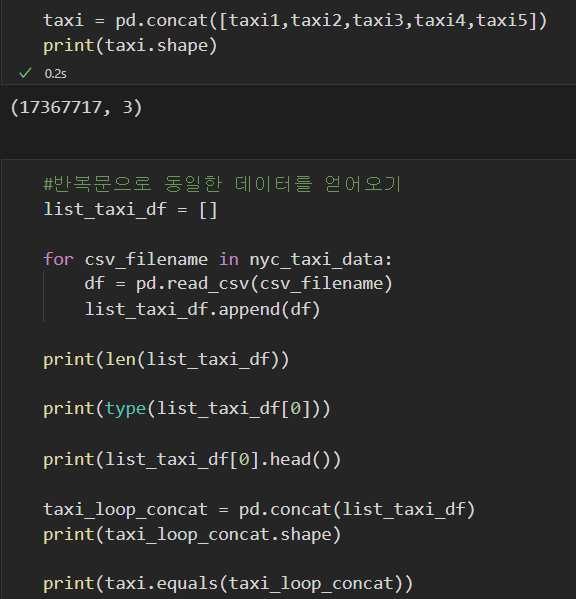 taxi = pd.concat([taxi1,taxi2,taxi3,taxi4,taxi5])
print(taxi.shape)
✓ 0.2s
(17367717, 3)
#반복문으로 동일한 데이터를 얻어오기
list_taxi_df = []
for csv_filename in nyc_taxi_data:
    df = pd.read_csv(csv_filename)
    list_taxi_df.append(df)
print(len(list_taxi_df))
print(type(list_taxi_df[0]))
print(list_taxi_df[0].head())
taxi_loop_concat = pd.concat(list_taxi_df)
print(taxi_loop_concat.shape)
print(taxi.equals(taxi_loop_concat))